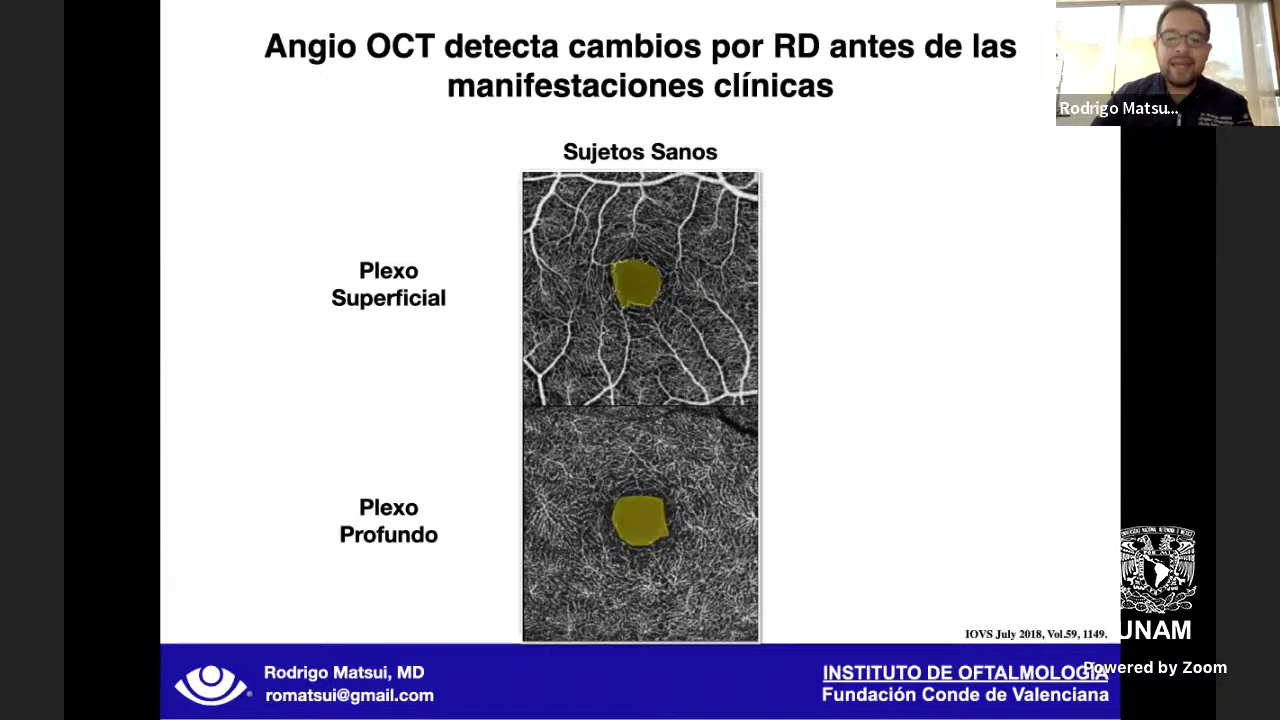 Angio OCT detecta cambios por RD antes de las
manifestaciones clínicas
Rodrigo Matsu...
Sujetos Sanos
Plexo
Superficial
Plexo
Profundo
IOVS July 2018, Vol.59, 1149.
UNAM
Rodrigo Matsui, MD
romatsui@gmail.com
INSTITUTO DE OFTALMOLOGÍA
Fundación Conde de Valenciana
Powered by Zoom